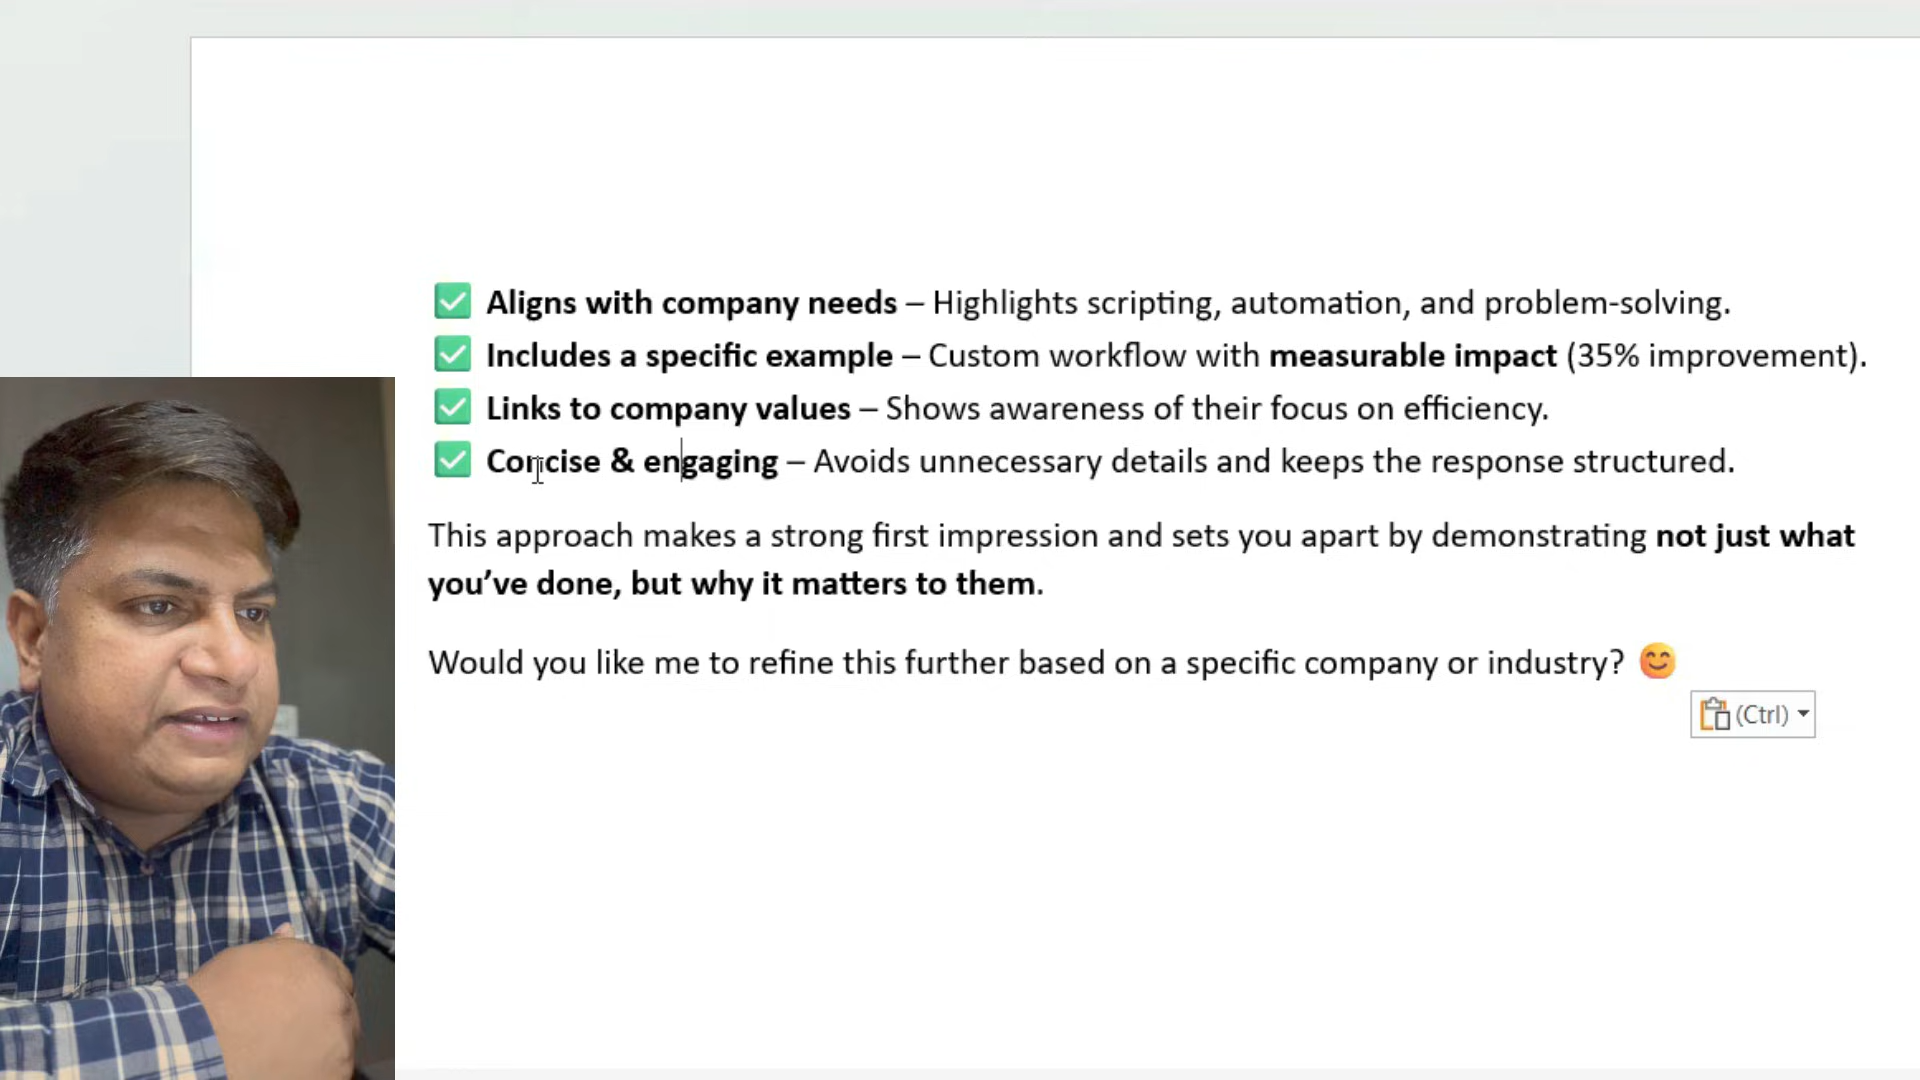 ✅ Aligns with company needs – Highlights scripting, automation, and problem-solving.
✅ Includes a specific example – Custom workflow with measurable impact (35% improvement).
✅ Links to company values – Shows awareness of their focus on efficiency.
✅ Concise & engaging – Avoids unnecessary details and keeps the response structured.
This approach makes a strong first impression and sets you apart by demonstrating not just what
you’ve done, but why it matters to them.
Would you like me to refine this further based on a specific company or industry? 😊
(Ctrl)